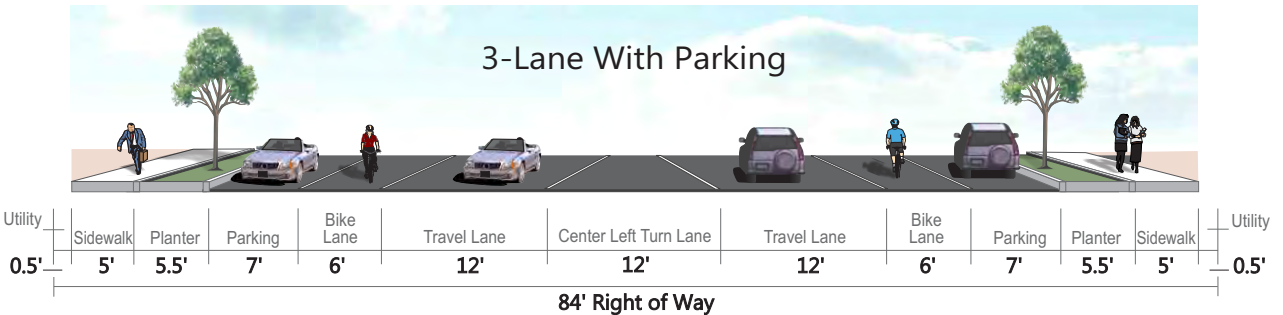 3-Lane With Parking
Utility Sidewalk Planter Parking Bike Lane Travel Lane Center Left Turn Lane Travel Lane Bike Lane Parking Planter Sidewalk Utility
0.5' 5' 5.5' 7' 6' 12' 12' 12' 6' 7' 5.5' 5' 0.5'
84' Right of Way